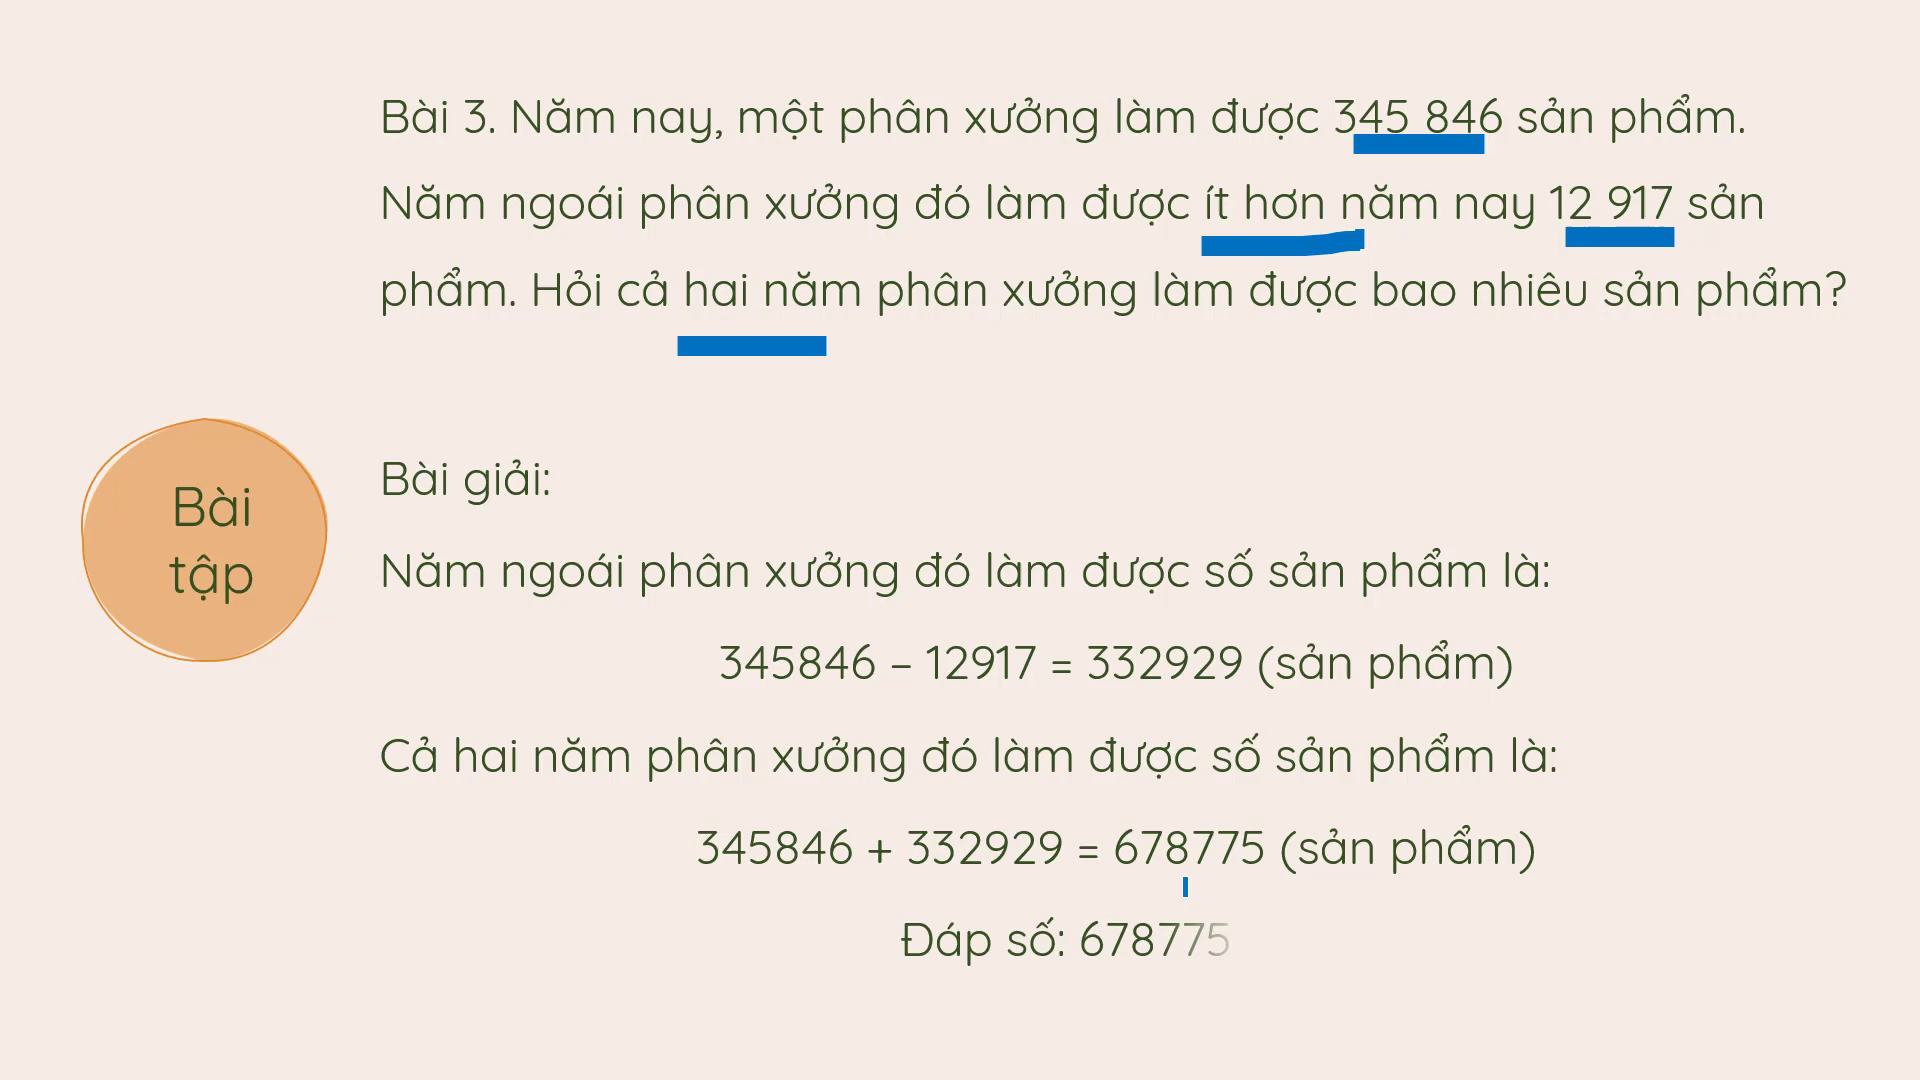 Bài 3. Năm nay, một phân xưởng làm được 345 846 sản phẩm.
Năm ngoái phân xưởng đó làm được ít hơn năm nay 12 917 sản
phẩm. Hỏi cả hai năm phân xưởng làm được bao nhiêu sản phẩm?
Bài
tập
Bài giải:
Năm ngoái phân xưởng đó làm được số sản phẩm là:
345846 – 12917 = 332929 (sản phẩm)
Cả hai năm phân xưởng đó làm được số sản phẩm là:
345846 + 332929 = 678775 (sản phẩm)
Đáp số: 678775